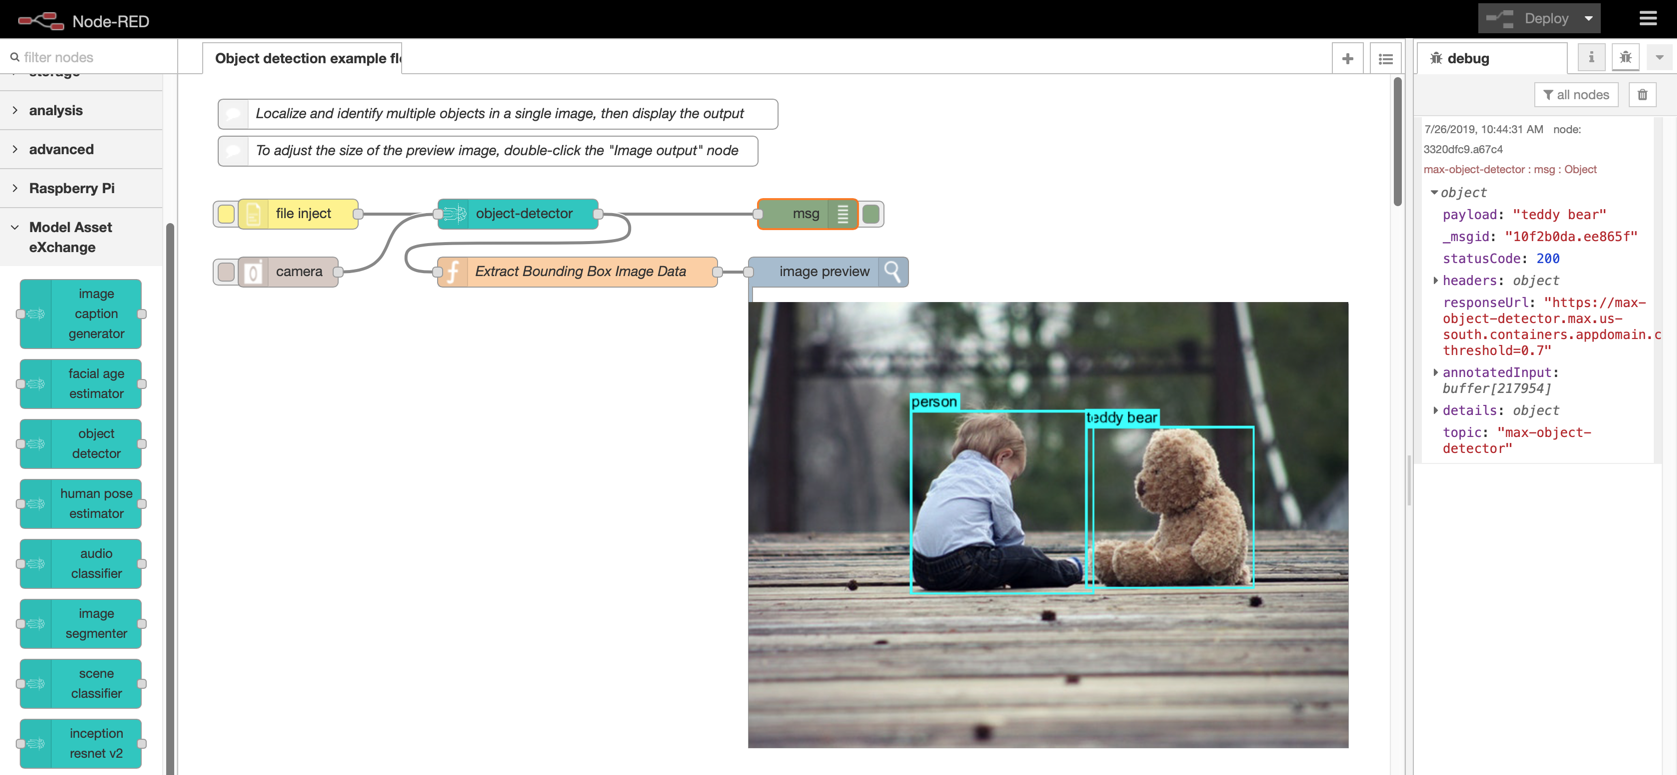 Node-RED
Deploy
filter nodes
storage
analysis
advanced
Raspberry Pi
Model Asset
eXchange
image
caption
generator
facial age
estimator
object
detector
human pose
estimator
audio
classifier
image
segmenter
scene
classifier
inception
resnet v2
Object detection example fl
Localize and identify multiple objects in a single image, then display the output
To adjust the size of the preview image, double-click the "Image output" node
file inject
object-detector
msg
camera
f
Extract Bounding Box Image Data
image preview
person
teddy bear
debug
i
all nodes
7/26/2019, 10:44:31 AM node:
3320dfc9.a67c4
max-object-detector : msg : Object
object
payload: "teddy bear"
_msgid: "10f2b0da.ee865f"
statusCode: 200
headers: object
responseUrl: "https://max-
object-detector.max.us-
south.containers.appdomain.c
threshold=0.7"
annotatedInput:
buffer[217954]
details: object
topic: "max-object-
detector"